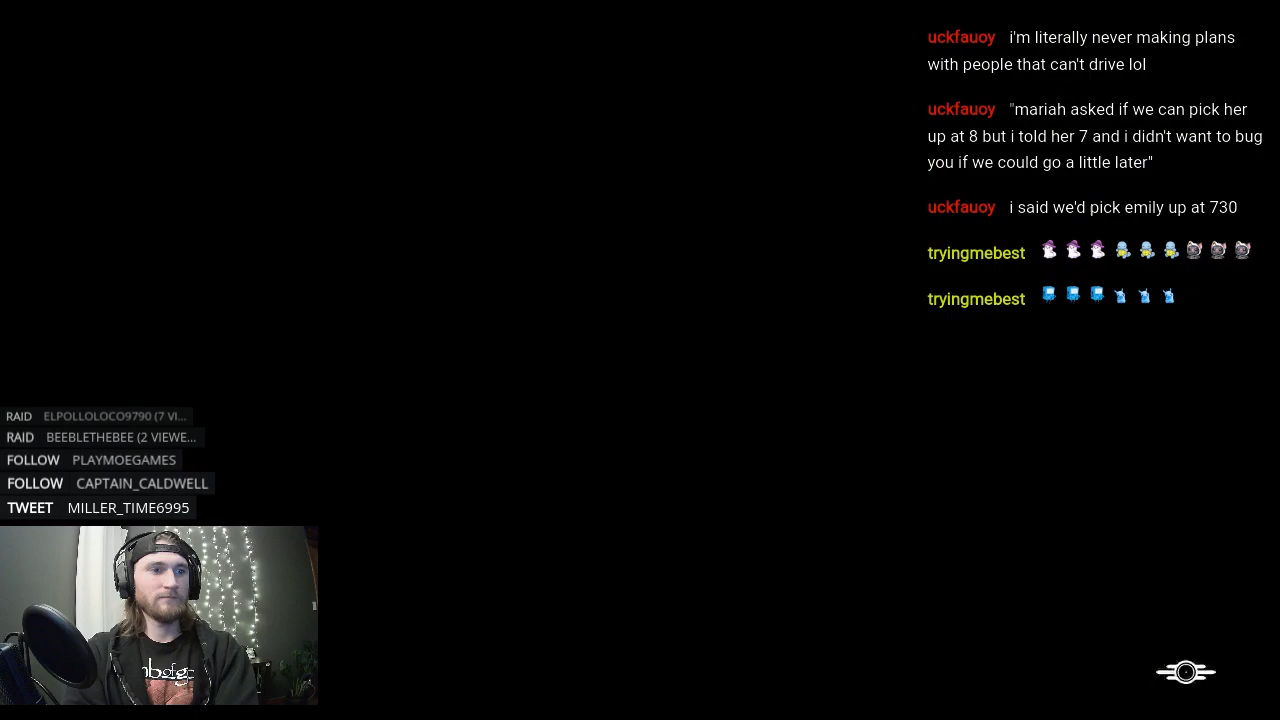 uckfauoy i'm literally never making plans
with people that can't drive lol
uckfauoy "mariah asked if we can pick her
up at 8 but i told her 7 and i didn't want to bug
you if we could go a little later"
uckfauoy i said we'd pick emily up at 730
tryingmebest
tryingmebest
RAID ELPOLLOLOCO9790 (7 VI...
RAID BEEBLETHEBEE (2 VIEWE...
FOLLOW PLAYMOEGAMES
FOLLOW CAPTAIN_CALDWELL
TWEET MILLER_TIME6995